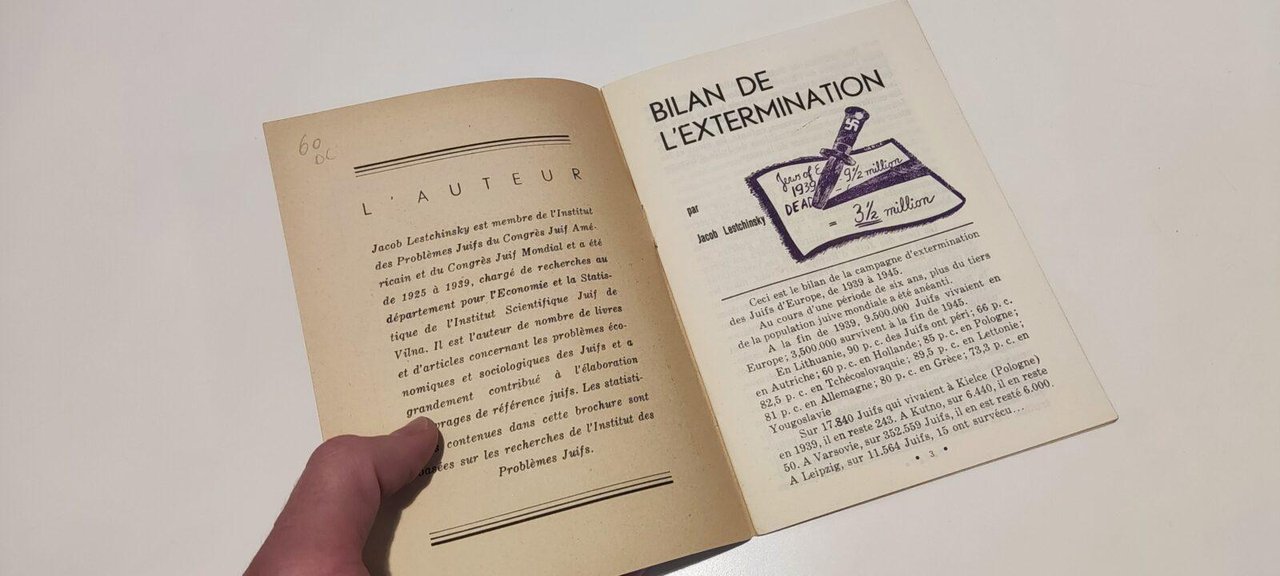 60
DC
L'AUTEUR
Jacob Lestchinsky est membre de l'Institut
des Problèmes Juifs du Congrès Juif Amé-
ricain et du Congrès Juif Mondial et a été
de 1925 à 1939, chargé de recherches au
département pour l'Economie et la Statis-
tique de l'Institut Scientifique Juif de
Vilna. Il est l'auteur de nombre de livres
et d'articles concernant les problèmes éco-
nomiques et sociologiques des Juifs et a
grandement contribué à l'élaboration
rages de référence juifs. Les statisti-
contenues dans cette brochure sont
basées sur les recherches de l'Institut des
Problèmes Juifs.
BILAN DE
L'EXTERMINATION
Jews of E
1939 - 9½ million
DEAD
= 3½ million
par
Jacob Lestchinsky
Ceci est le bilan de la campagne d'extermination
des Juifs d'Europe, de 1939 à 1945.
Au cours d'une période de six ans, plus du tiers
de la population juive mondiale a été anéanti.
A la fin de 1939, 9.500.000 Juifs vivaient en
Europe; 3.500.000 survivent à la fin de 1945.
En Lithuanie, 90 p. c. des Juifs ont péri; 66 p. c.
en Autriche; 60 p. c. en Hollande; 85 p. c. en Pologne;
82,5 p. c. en Tchécoslovaquie; 89,5 p. c. en Lettonie;
81 p. c. en Allemagne; 80 p. c. en Grèce; 73,3 p. c. en
Yougoslavie
Sur 17.840 Juifs qui vivaient à Kielce (Pologne)
en 1939, il en reste 243. A Kutno, sur 6.440, il en reste
50. A Varsovie, sur 352.559 Juifs, il en est resté 6.000.
A Leipzig, sur 11.564 Juifs, 15 ont survécu...
• 3 •